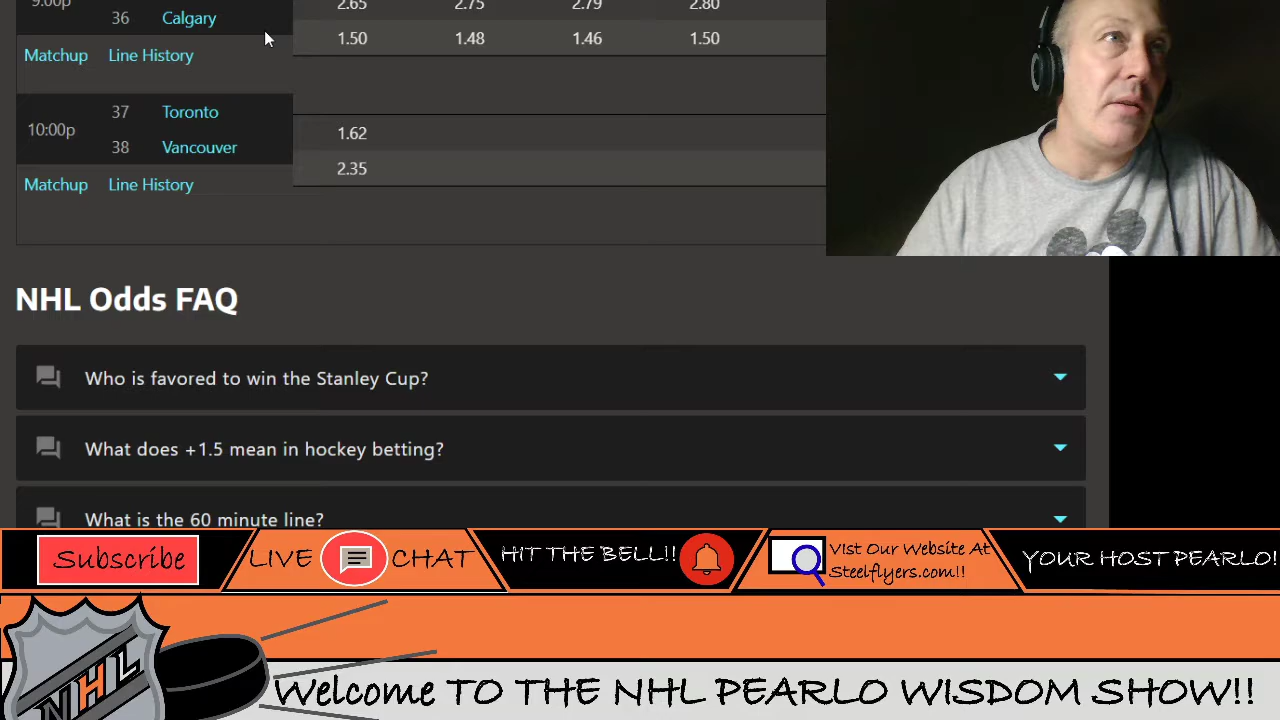 9:00p
36 Calgary
2.65 2.75 2.79 2.80
1.50 1.48 1.46 1.50
Matchup Line History
10:00p
37 Toronto
38 Vancouver
1.62
2.35
Matchup Line History
NHL Odds FAQ
Who is favored to win the Stanley Cup?
What does +1.5 mean in hockey betting?
What is the 60 minute line?
Subscribe
LIVE CHAT
HIT THE BELL!!
VIst Our Website At
Steelflyers.com!!
YOUR HOST PEARLO!
NHL
Welcome TO THE NHL PEARLO WISDOM SHOW!!